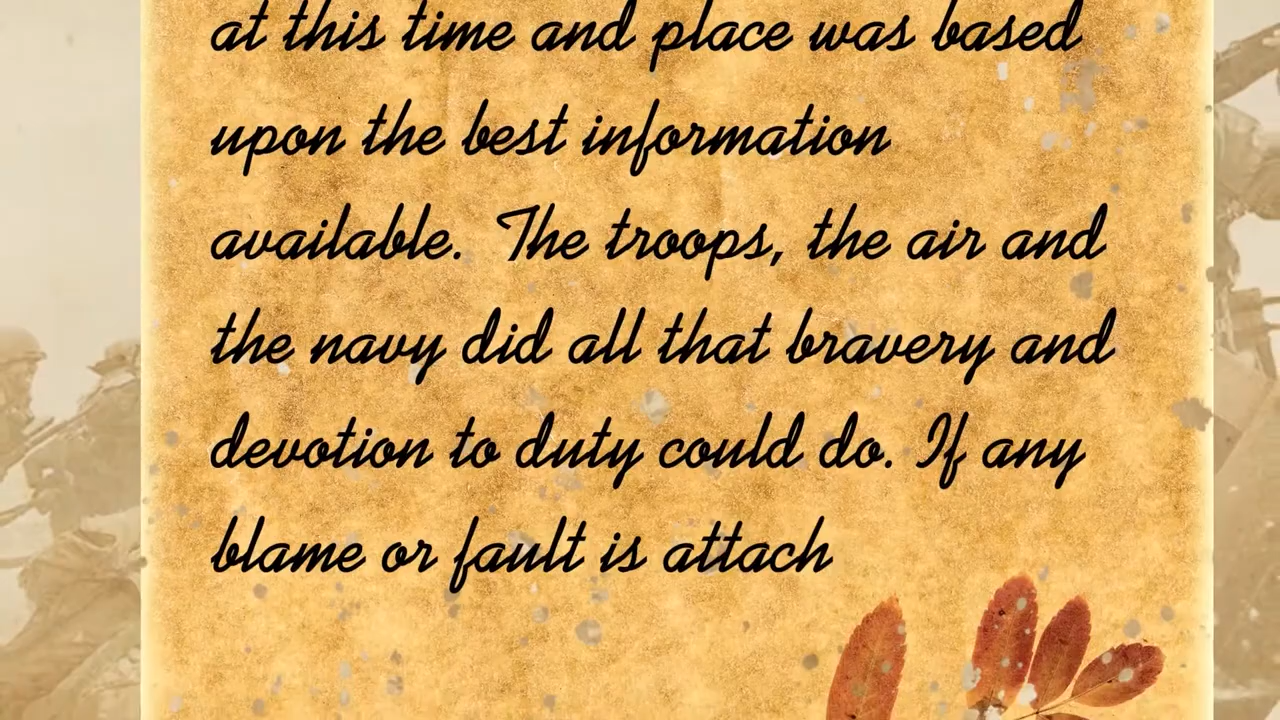 at this time and place was based
upon the best information
available. The troops, the air and
the navy did all that bravery and
devotion to duty could do. If any
blame or fault is attach